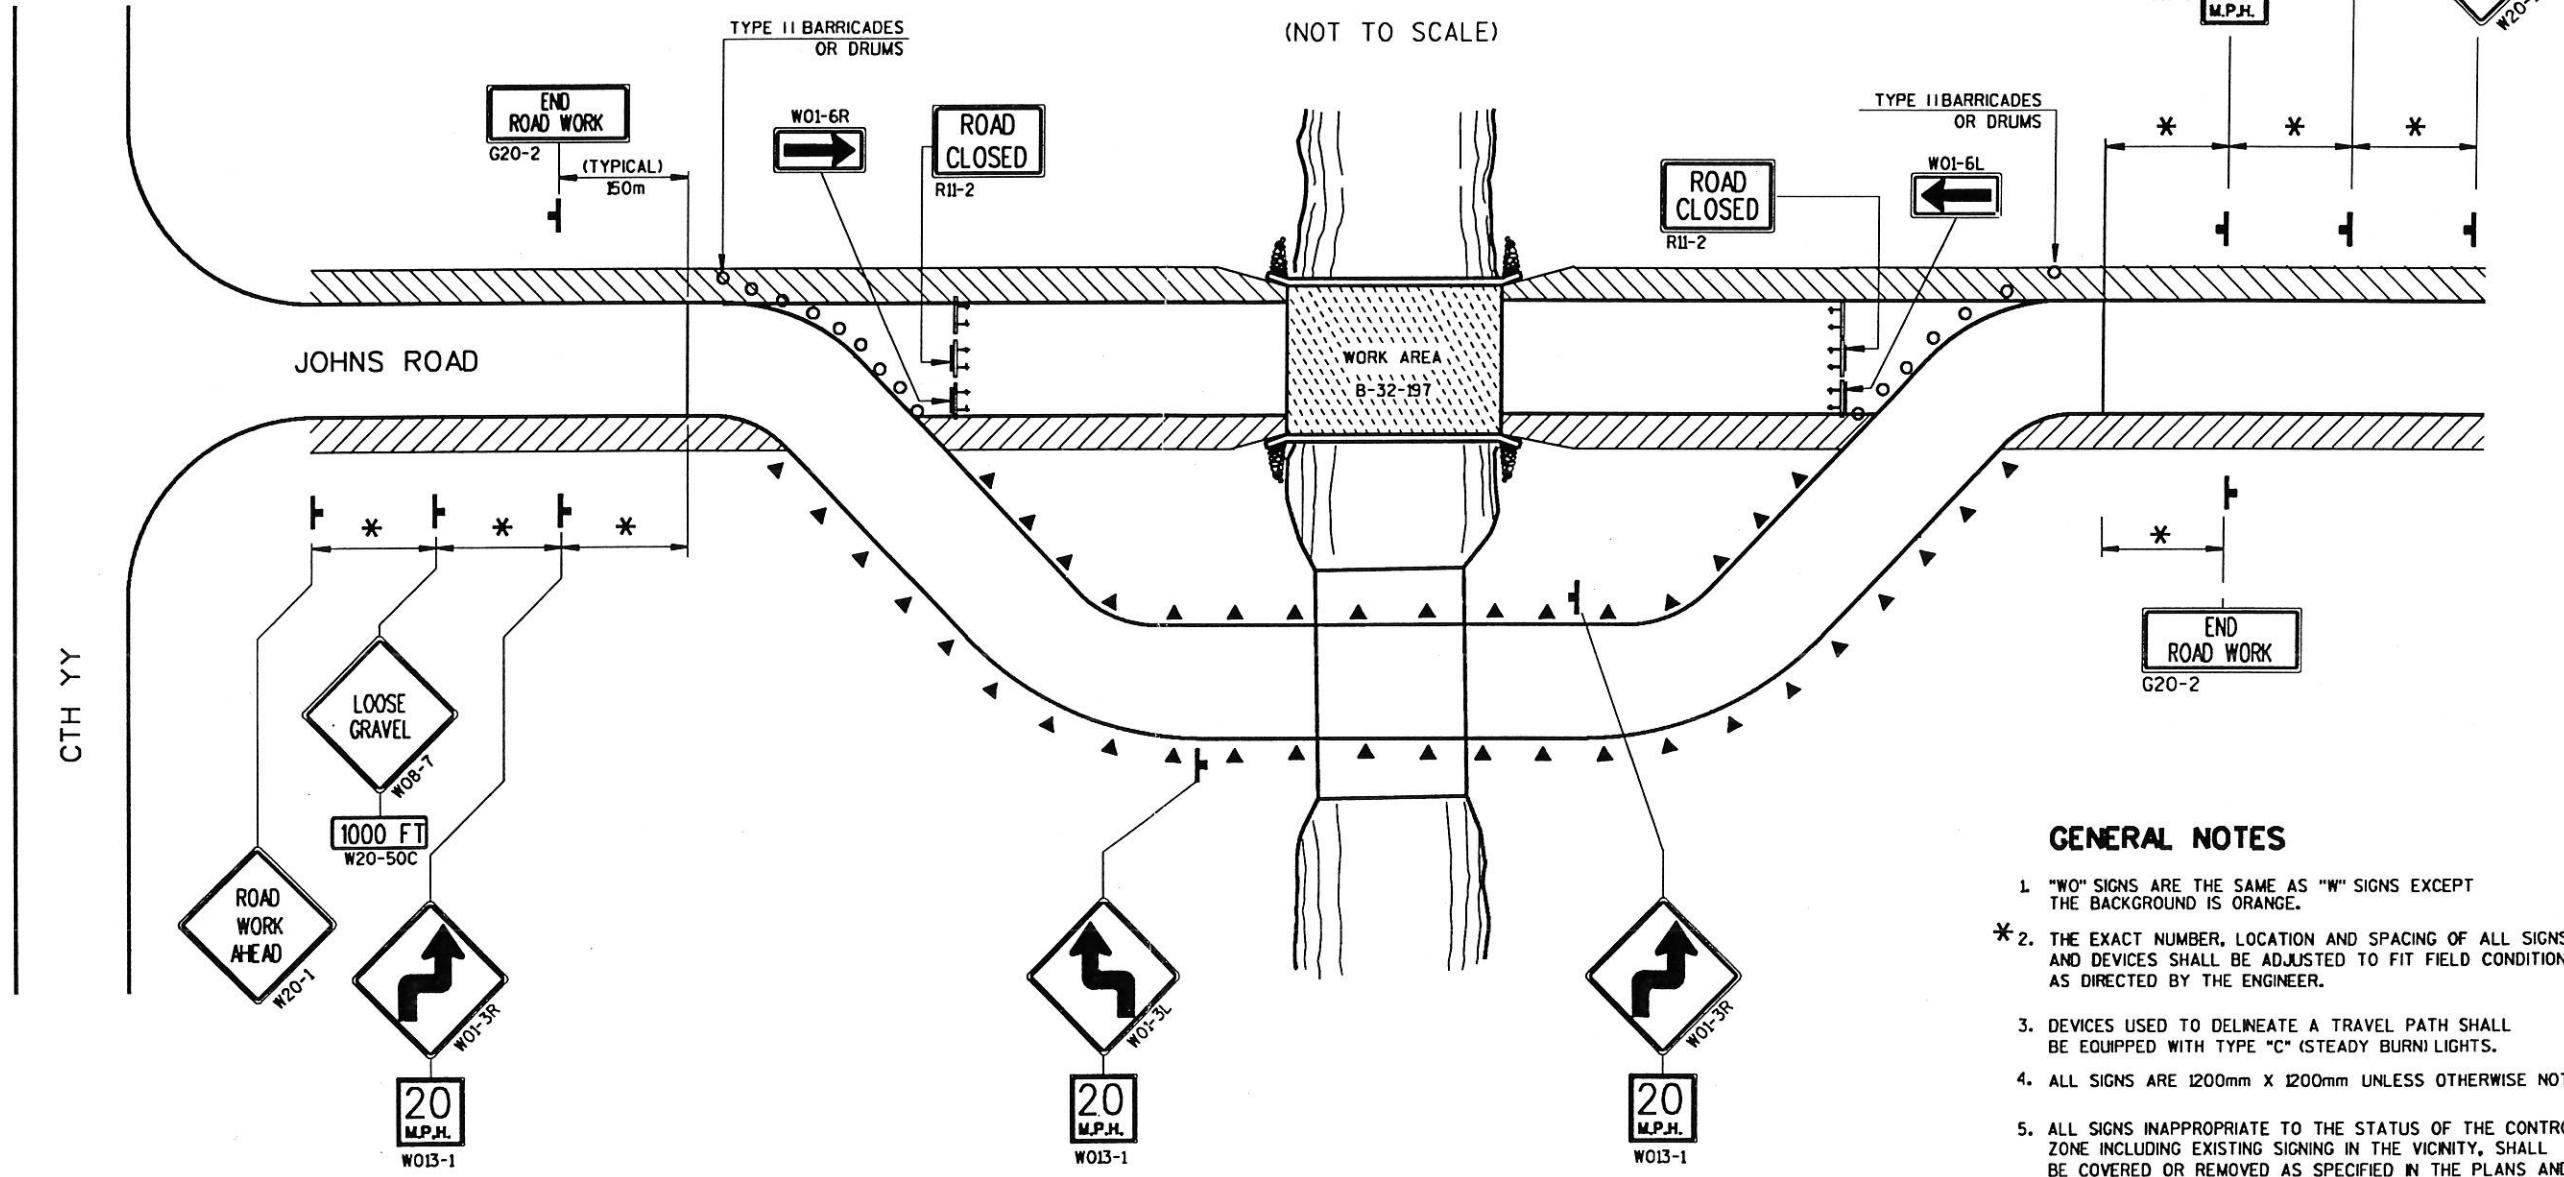 M.P.H.
W20-
TYPE II BARRICADES
OR DRUMS
(NOT TO SCALE)
END
ROAD WORK
G20-2
(TYPICAL)
150m
W01-6R
ROAD
CLOSED
R11-2
TYPE II BARRICADES
OR DRUMS
ROAD
CLOSED
R11-2
W01-6L
*
*
*
JOHNS ROAD
WORK AREA
B-32-197
*
*
*
*
END
ROAD WORK
G20-2
CTH YY
LOOSE
GRAVEL
W08-7
1000 FT
W20-50C
ROAD
WORK
AHEAD
W20-1
W01-3R
20
M.P.H.
W013-1
W01-3L
20
M.P.H.
W013-1
W01-3R
20
M.P.H.
W013-1
GENERAL NOTES
1. "WO" SIGNS ARE THE SAME AS "W" SIGNS EXCEPT
THE BACKGROUND IS ORANGE.
* 2. THE EXACT NUMBER, LOCATION AND SPACING OF ALL SIGNS
AND DEVICES SHALL BE ADJUSTED TO FIT FIELD CONDITION
AS DIRECTED BY THE ENGINEER.
3. DEVICES USED TO DELINEATE A TRAVEL PATH SHALL
BE EQUIPPED WITH TYPE "C" (STEADY BURN) LIGHTS.
4. ALL SIGNS ARE 1200mm X 1200mm UNLESS OTHERWISE NOT
5. ALL SIGNS INAPPROPRIATE TO THE STATUS OF THE CONTRO
ZONE INCLUDING EXISTING SIGNING IN THE VICINITY, SHALL
BE COVERED OR REMOVED AS SPECIFIED IN THE PLANS AND